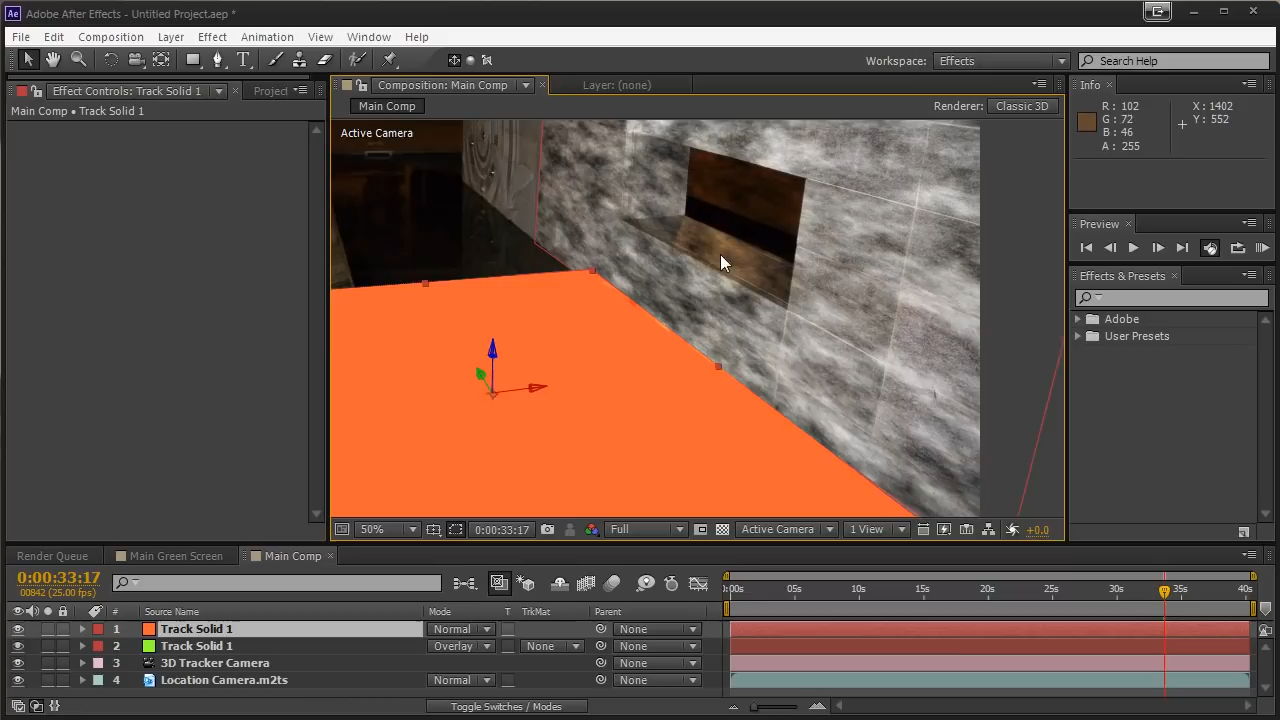 Adobe After Effects - Untitled Project.aep *
File Edit Composition Layer Effect Animation View Window Help
Workspace: Effects Search Help
Effect Controls: Track Solid 1 Project
Main Comp • Track Solid 1
Composition: Main Comp Layer: (none)
Main Comp Renderer: Classic 3D
Active Camera
Info
R : 102 X : 1402
G : 72 Y : 552
B : 46
A : 255
Preview
Effects & Presets
Adobe
User Presets
50% 0:00:33:17 Full Active Camera 1 View +0.0
Render Queue Main Green Screen Main Comp
0:00:33:17
00842 (25.00 fps)
0:00s 05s 10s 15s 20s 25s 30s 35s 40s
# Source Name Mode T TrkMat Parent
1 Track Solid 1 Normal None
2 Track Solid 1 Overlay None None
3 3D Tracker Camera None
4 Location Camera.m2ts Normal None None
Toggle Switches / Modes